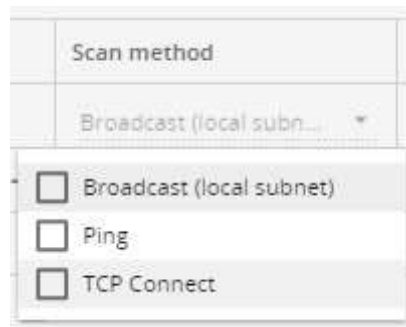 Scan method
Broadcast (local subn...
Broadcast (local subnet)
Ping
TCP Connect